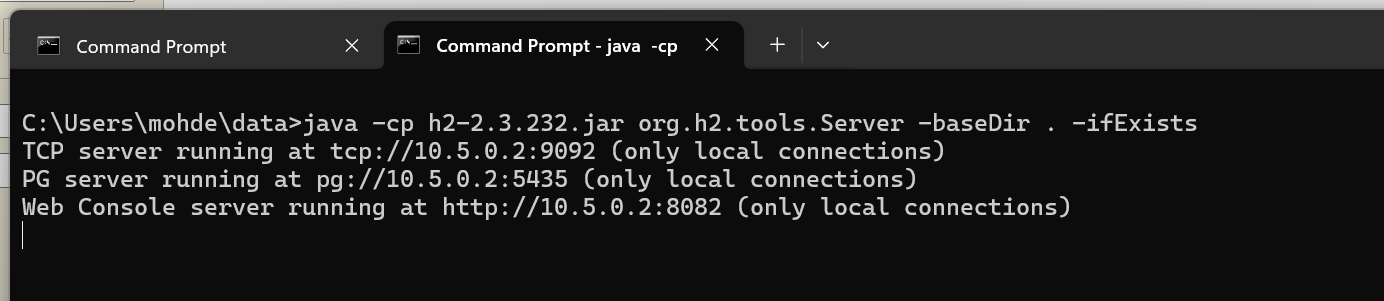 Command Prompt
Command Prompt - java -cp
C:\Users\mohde\data>java -cp h2-2.3.232.jar org.h2.tools.Server -baseDir . -ifExists
TCP server running at tcp://10.5.0.2:9092 (only local connections)
PG server running at pg://10.5.0.2:5435 (only local connections)
Web Console server running at http://10.5.0.2:8082 (only local connections)